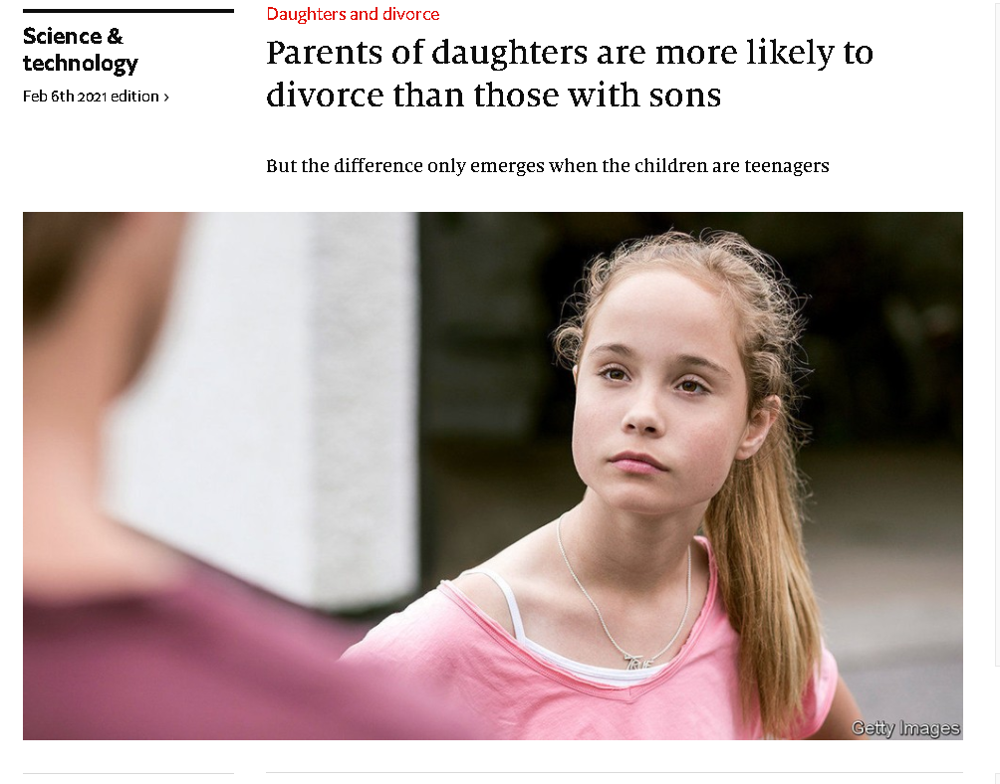 Science &
technology
Feb 6th 2021 edition ›
Daughters and divorce
Parents of daughters are more likely to
divorce than those with sons
But the difference only emerges when the children are teenagers
TRUE
Getty Images